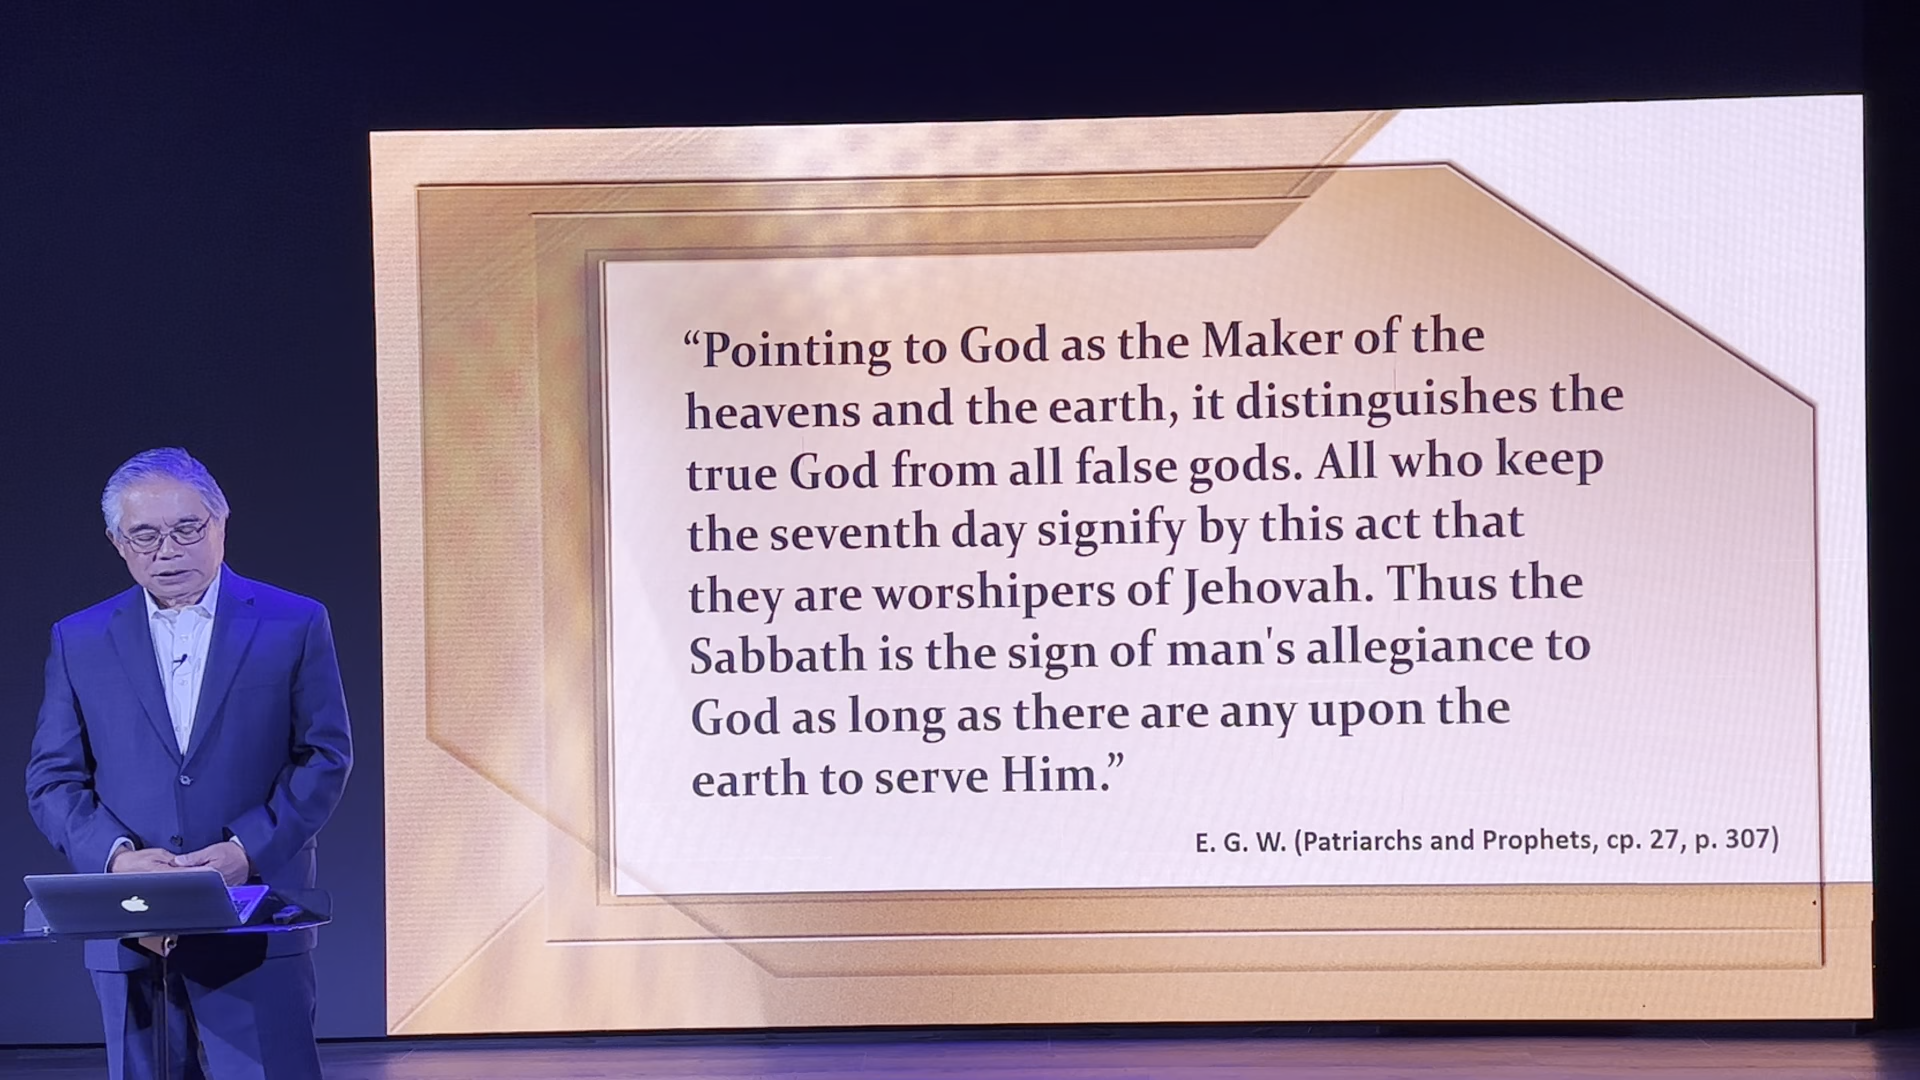 “Pointing to God as the Maker of the
heavens and the earth, it distinguishes the
true God from all false gods. All who keep
the seventh day signify by this act that
they are worshipers of Jehovah. Thus the
Sabbath is the sign of man's allegiance to
God as long as there are any upon the
earth to serve Him.”
E. G. W. (Patriarchs and Prophets, cp. 27, p. 307)